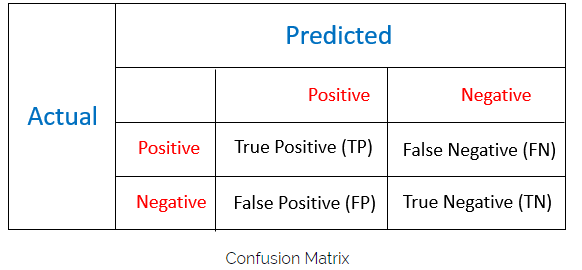 Predicted
Actual
Positive Negative
Positive True Positive (TP) False Negative (FN)
Negative False Positive (FP) True Negative (TN)
Confusion Matrix